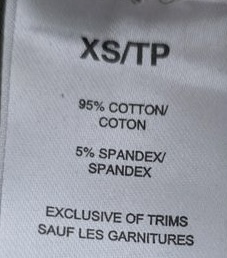 XS/TP
95% COTTON/
COTON
5% SPANDEX/
SPANDEX
EXCLUSIVE OF TRIMS
SAUF LES GARNITURES